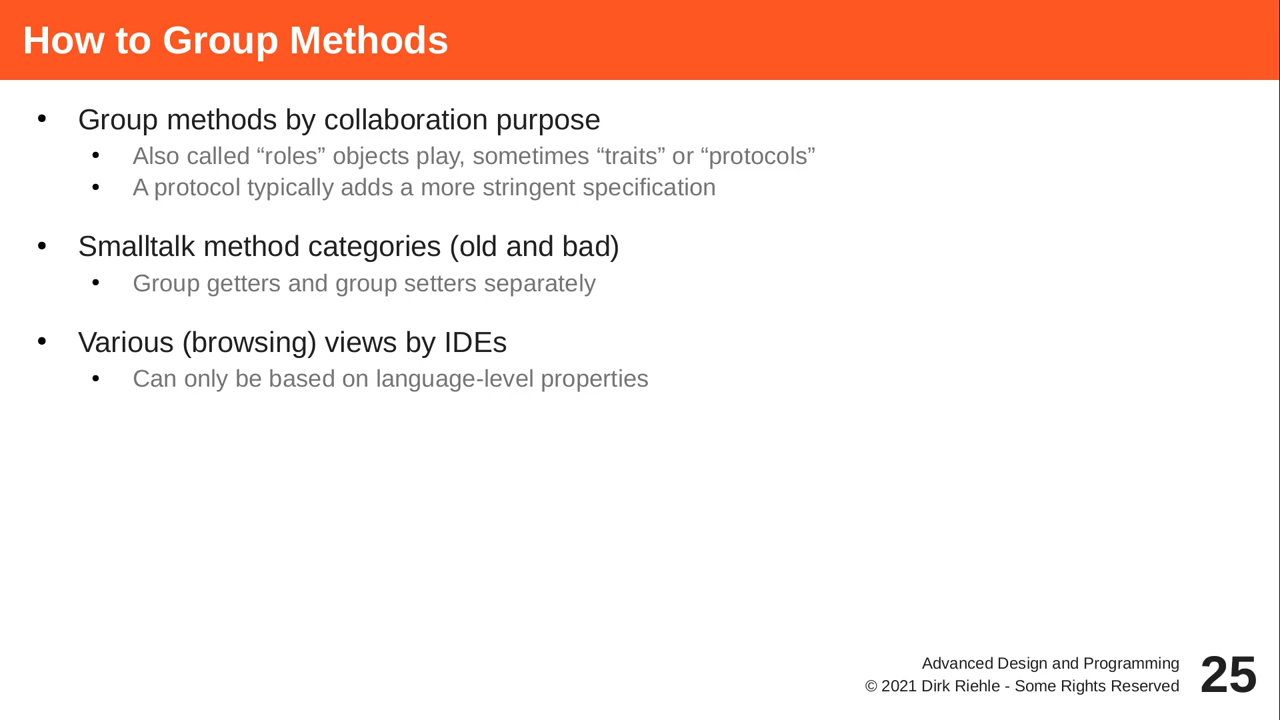 How to Group Methods
• Group methods by collaboration purpose
• Also called “roles” objects play, sometimes “traits” or “protocols”
• A protocol typically adds a more stringent specification
• Smalltalk method categories (old and bad)
• Group getters and group setters separately
• Various (browsing) views by IDEs
• Can only be based on language-level properties
Advanced Design and Programming
© 2021 Dirk Riehle - Some Rights Reserved
25